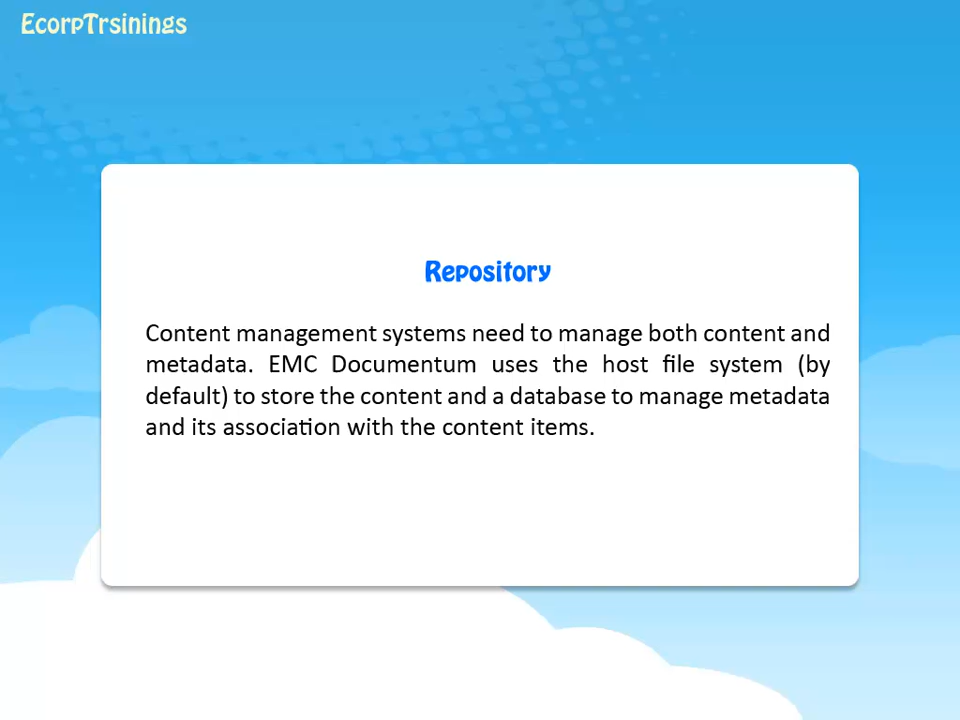 EcorpTrsinings
Repository
Content management systems need to manage both content and
metadata. EMC Documentum uses the host file system (by
default) to store the content and a database to manage metadata
and its association with the content items.